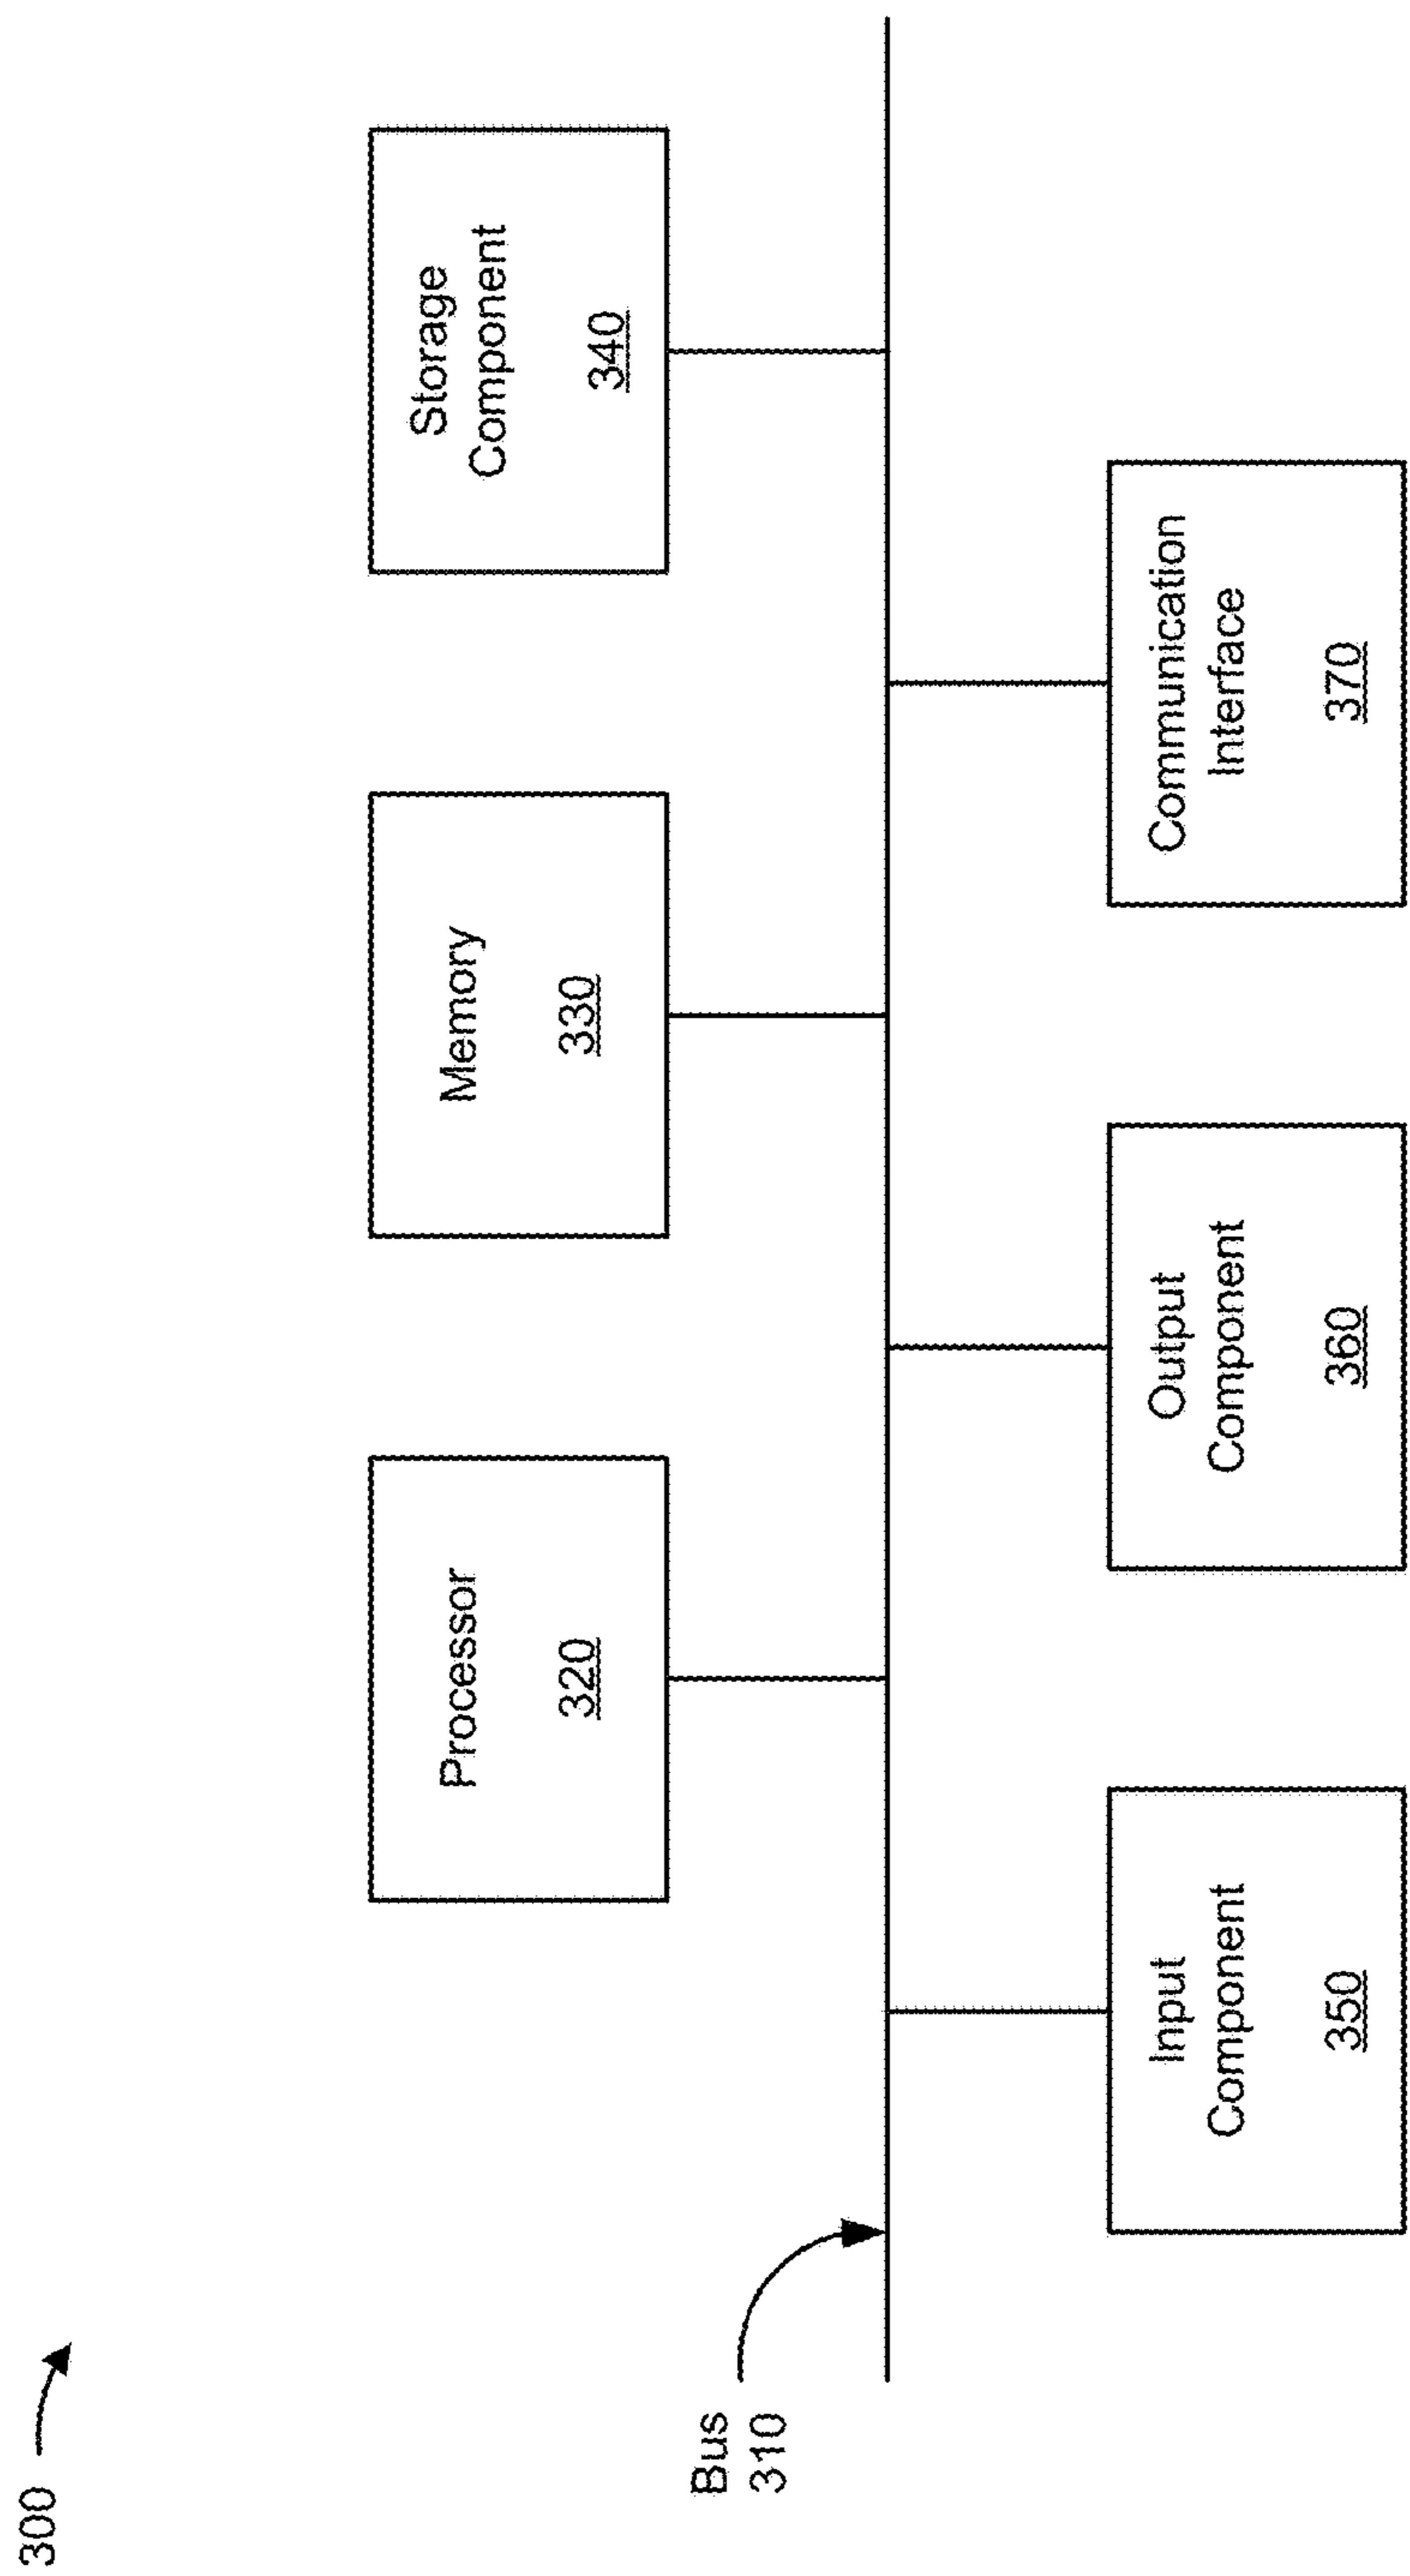 300
Bus
310
Processor
320
Memory
330
Storage
Component
340
Input
Component
350
Output
Component
360
Communication
Interface
370